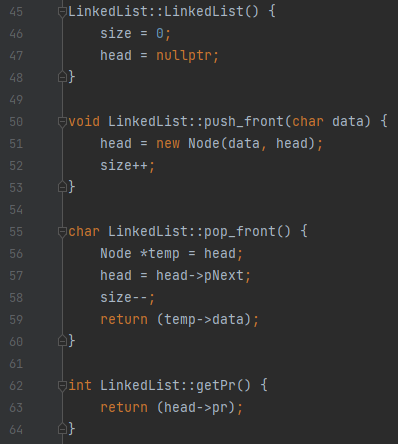 45 LinkedList::LinkedList() {
46     size = 0;
47     head = nullptr;
48 }
49
50 void LinkedList::push_front(char data) {
51     head = new Node(data, head);
52     size++;
53 }
54
55 char LinkedList::pop_front() {
56     Node *temp = head;
57     head = head->pNext;
58     size--;
59     return (temp->data);
60 }
61
62 int LinkedList::getPr() {
63     return (head->pr);
64 }